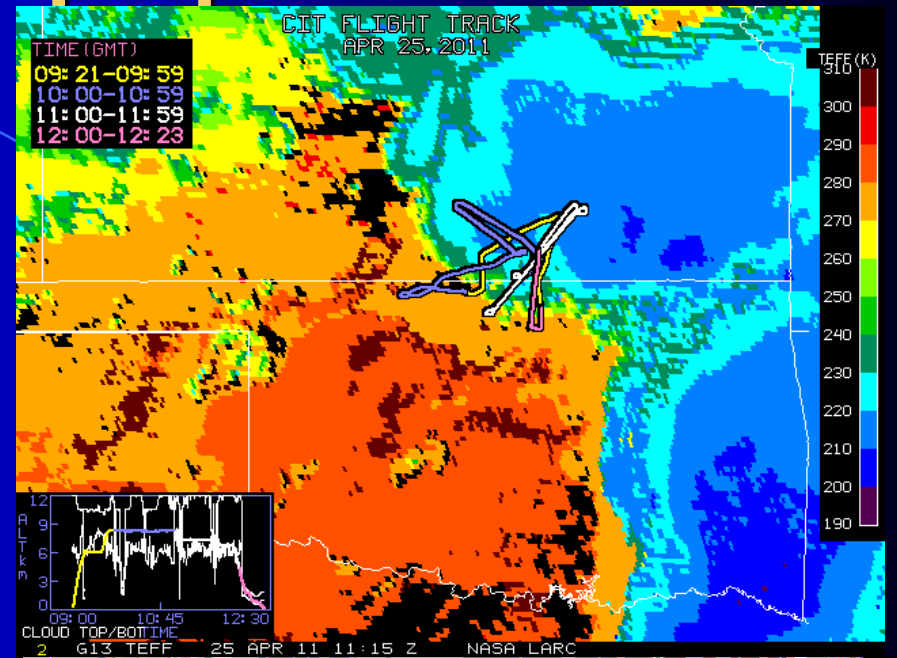 CIT FLIGHT TRACK
APR 25, 2011
TIME(GMT)
09:21-09:59
10:00-10:59
11:00-11:59
12:00-12:23
TEFF(K)
310
300
290
280
270
260
250
240
230
220
210
200
190
12
9
6
3
0
ALT km
09:00 10:45 12:30
CLOUD TOP/BOT TIME
2 G13 TEFF 25 APR 11 11:15 Z NASA LARC